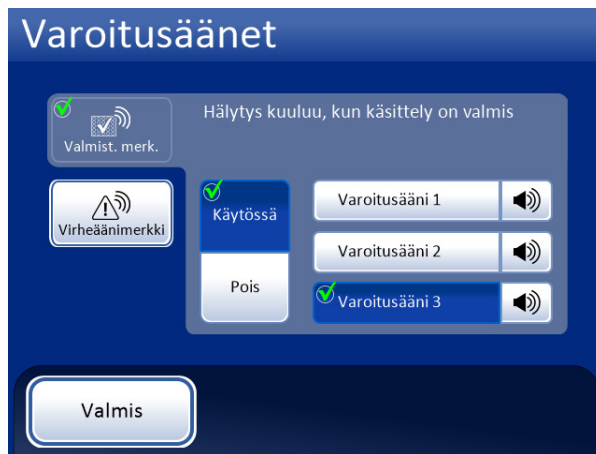 Varoitusäänet
Valmist. merk.
Hälytys kuuluu, kun käsittely on valmis
Virheäänimerkki
Käytössä
Pois
Varoitusääni 1
Varoitusääni 2
Varoitusääni 3
Valmis